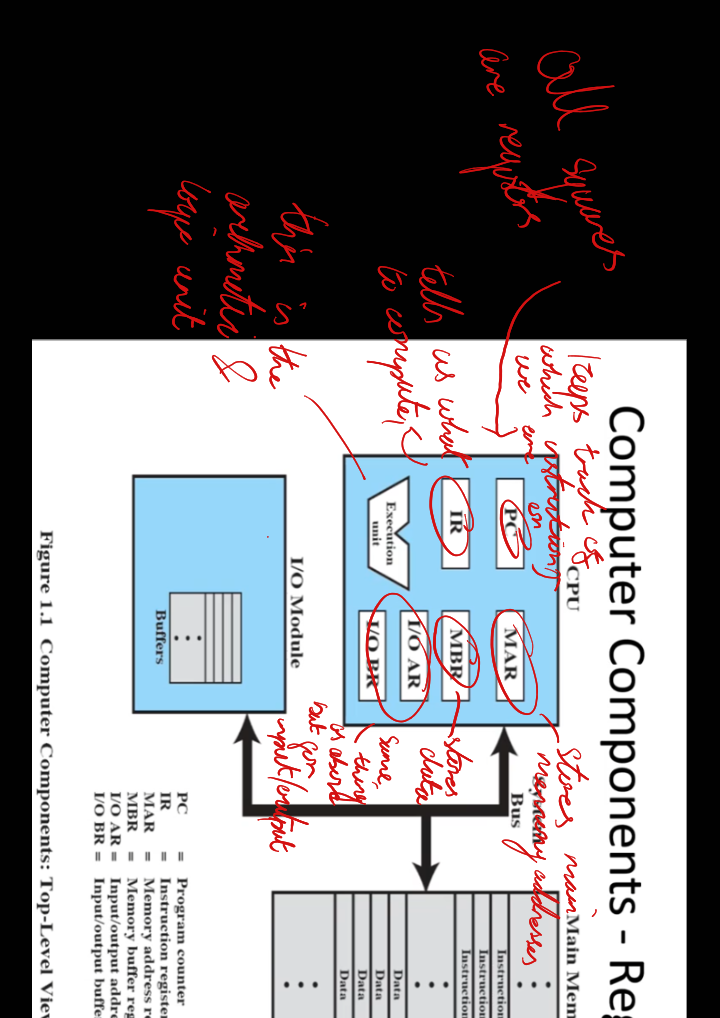 Computer Components - Reg
all squares
are registers
keeps track of
which instruction
we are on
tells us what
to compute
this is the
arithmetic &
logic unit
CPU
PC
MAR
IR
MBR
I/O AR
Execution
unit
I/O BR
stores main
memory addresses
stores
data
same
thing
as above
but for
input/output
System
Bus
Main Mem
Instruction
Instruction
Instruction
Data
Data
Data
Data
I/O Module
Buffers
PC = Program counter
IR = Instruction register
MAR = Memory address re
MBR = Memory buffer reg
I/O AR = Input/output addre
I/O BR = Input/output buffe
Figure 1.1 Computer Components: Top-Level View